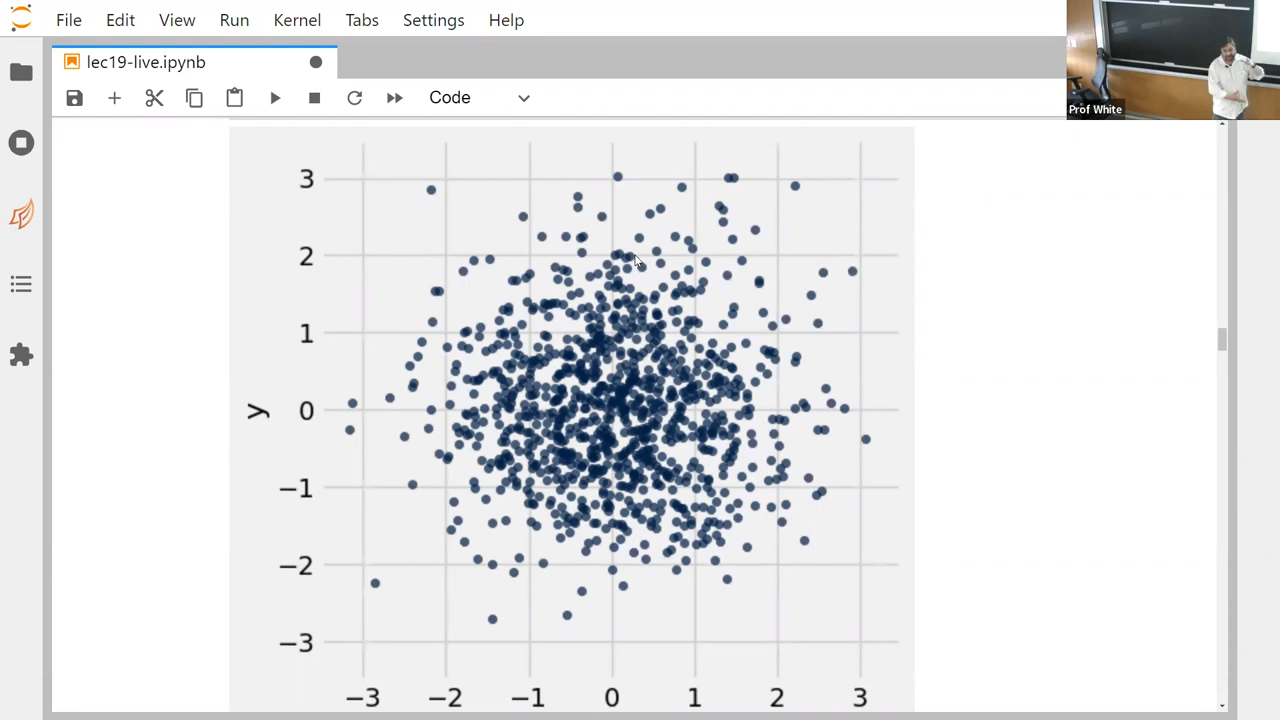 File Edit View Run Kernel Tabs Settings Help
lec19-live.ipynb
Code
Prof White
3
2
1
0
−1
−2
−3
y
−3 −2 −1 0 1 2 3